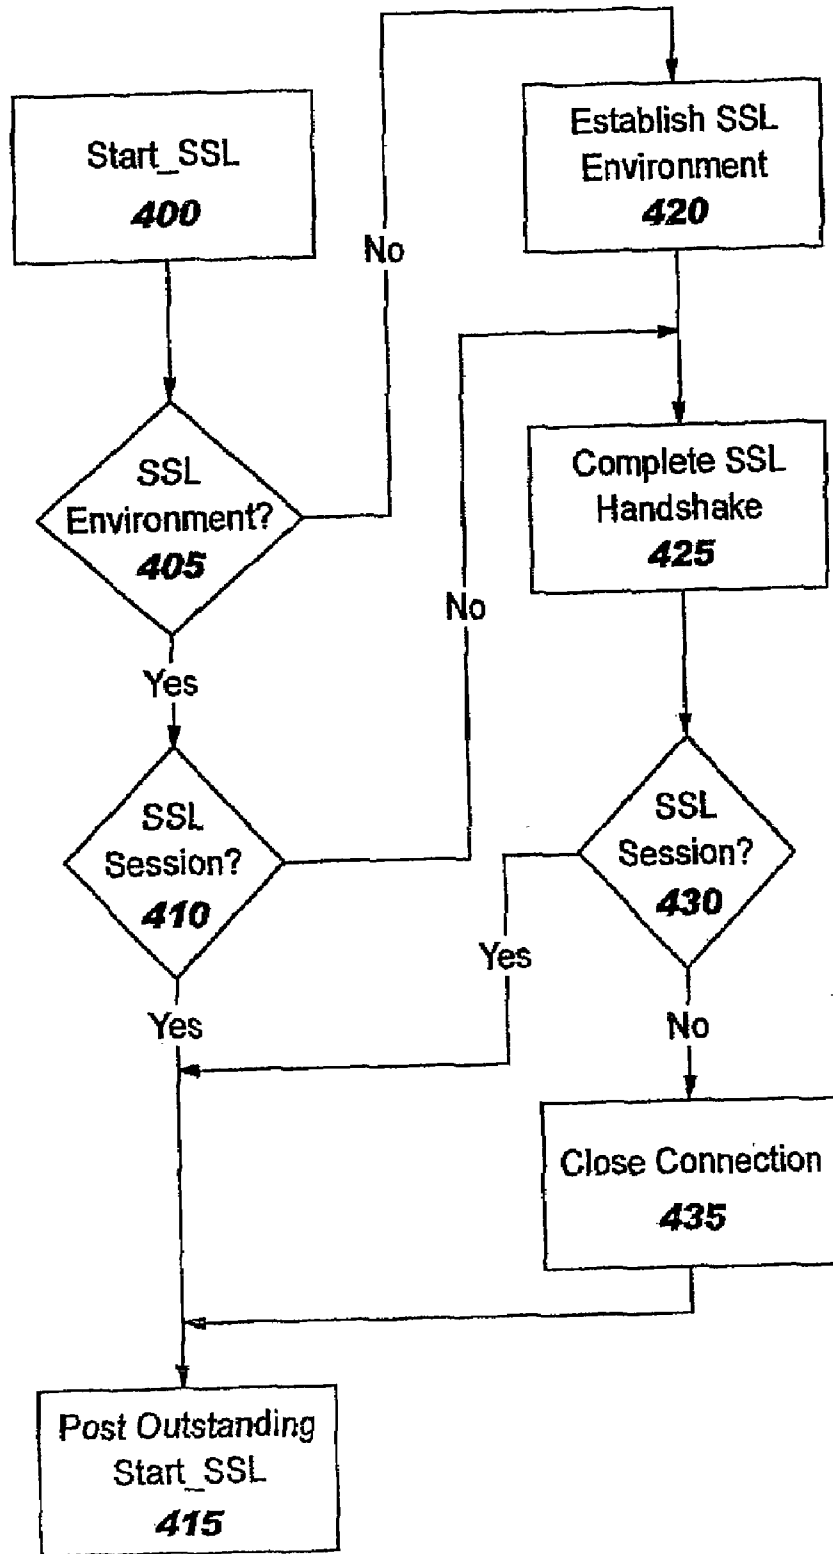 Start_SSL
400
SSL
Environment?
405
Yes
No
SSL
Session?
410
Yes
No
Establish SSL
Environment
420
Complete SSL
Handshake
425
SSL
Session?
430
Yes
No
Close Connection
435
Post Outstanding
Start_SSL
415